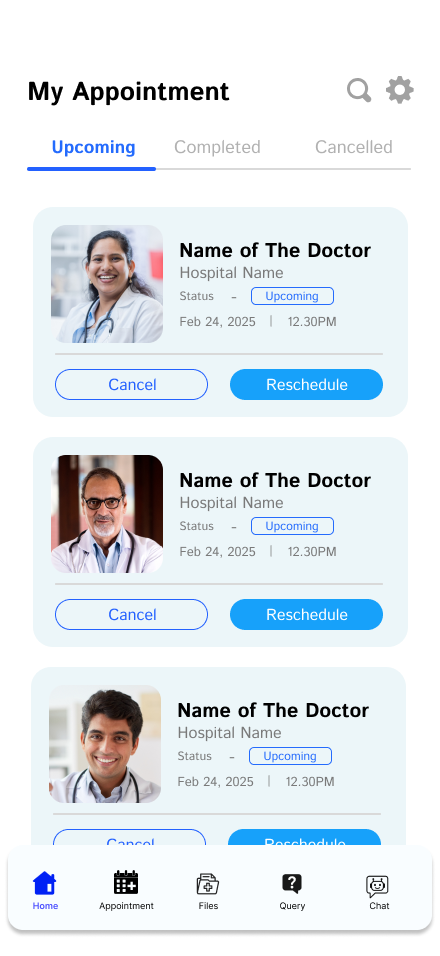 My Appointment
Upcoming Completed Cancelled
Name of The Doctor
Hospital Name
Status - Upcoming
Feb 24, 2025 | 12.30PM
Cancel Reschedule
Name of The Doctor
Hospital Name
Status - Upcoming
Feb 24, 2025 | 12.30PM
Cancel Reschedule
Name of The Doctor
Hospital Name
Status - Upcoming
Feb 24, 2025 | 12.30PM
Cancel Reschedule
Home Appointment Files Query Chat